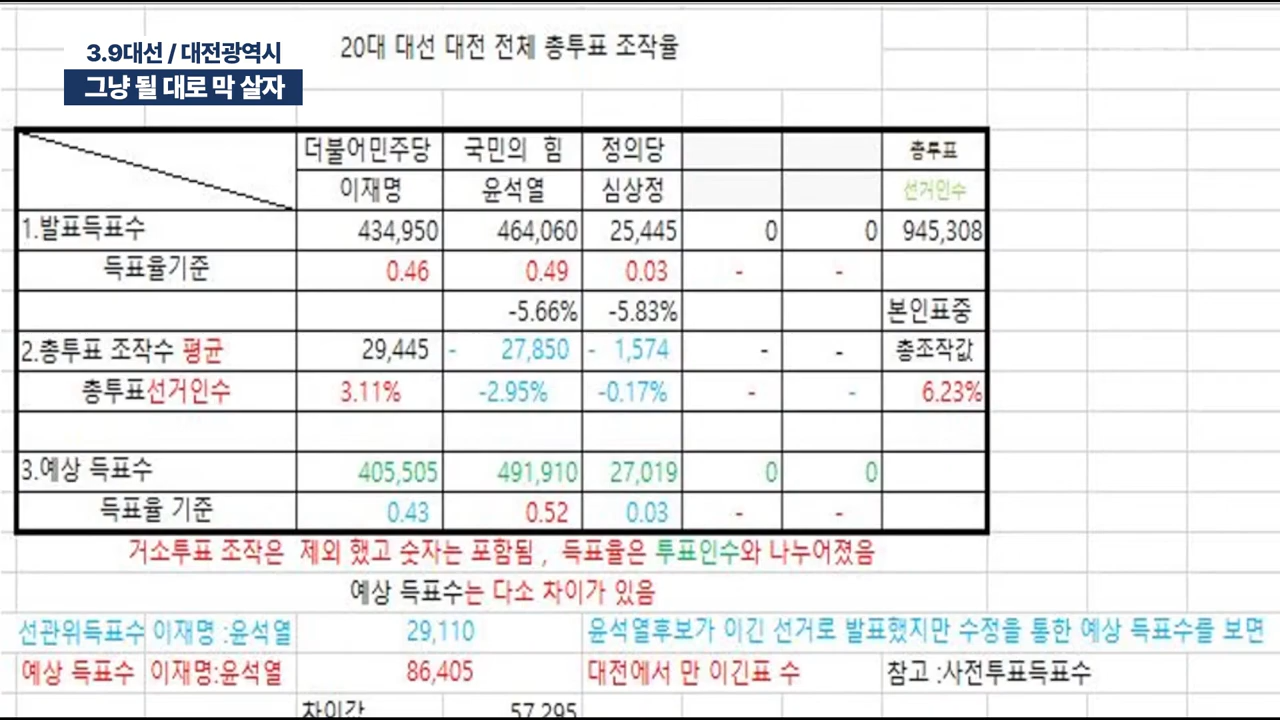 3.9대선 / 대전광역시
그냥 될 대로 막 살자
20대 대선 대전 전체 총투표 조작율
더불어민주당 국민의 힘 정의당 총투표
이재명 윤석열 심상정 선거인수
1.발표득표수 434,950 464,060 25,445 0 0 945,308
득표율기준 0.46 0.49 0.03 - -
-5.66% -5.83% 본인표중
2.총투표 조작수 평균 29,445 - 27,850 - 1,574 - - 총조작값
총투표선거인수 3.11% -2.95% -0.17% - - 6.23%
3.예상 득표수 405,505 491,910 27,019 0 0
득표율 기준 0.43 0.52 0.03 - -
거소투표 조작은 제외 했고 숫자는 포함됨 , 득표율은 투표인수와 나누어졌음
예상 득표수는 다소 차이가 있음
선관위득표수 이재명 :윤석열 29,110 윤석열후보가 이긴 선거로 발표했지만 수정을 통한 예상 득표수를 보면
예상 득표수 이재명:윤석열 86,405 대전에서 만 이긴표 수 참고 :사전투표득표수
차이값 57,295